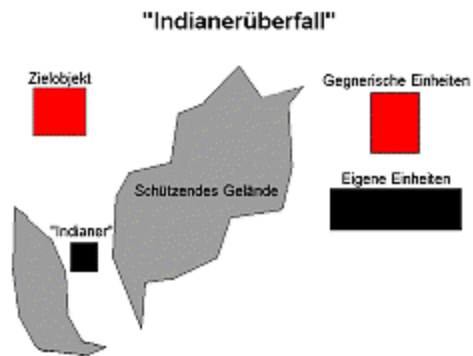 "Indianerüberfall"
Zielobjekt
Gegnerische Einheiten
Schützendes Gelände
Eigene Einheiten
"Indianer"